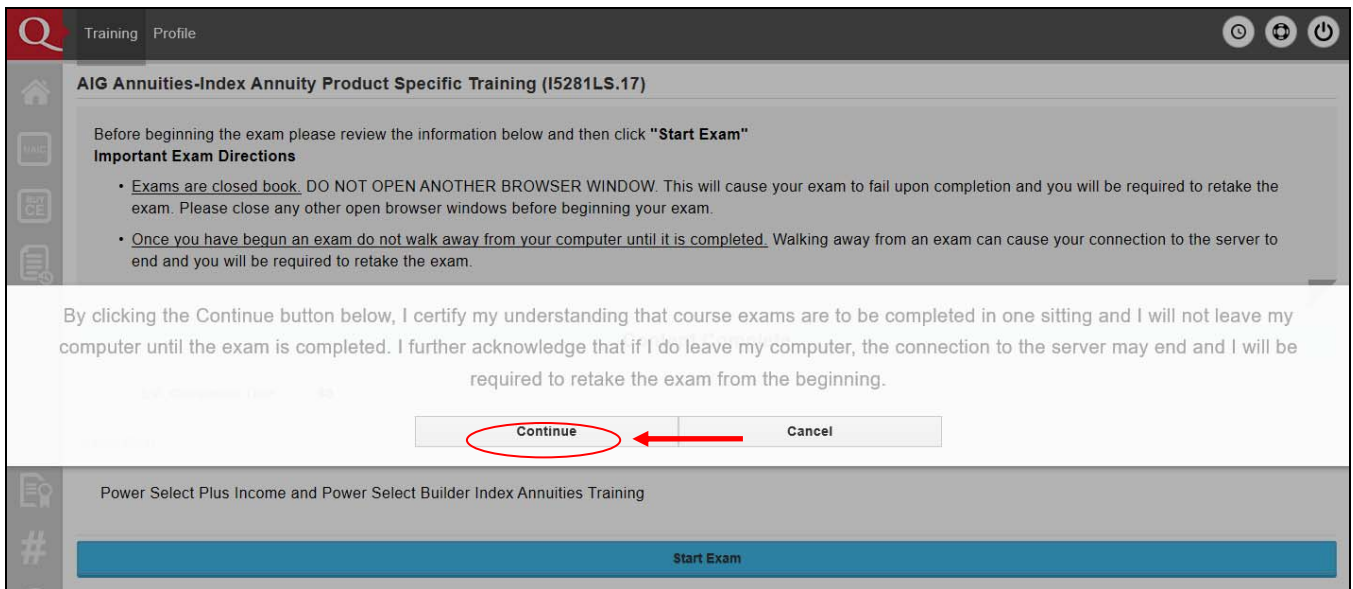 Q
Training Profile
AIG Annuities-Index Annuity Product Specific Training (I5281LS.17)
NAIC
Before beginning the exam please review the information below and then click "Start Exam"
Important Exam Directions
BUY
CE
• Exams are closed book. DO NOT OPEN ANOTHER BROWSER WINDOW. This will cause your exam to fail upon completion and you will be required to retake the
exam. Please close any other open browser windows before beginning your exam.
• Once you have begun an exam do not walk away from your computer until it is completed. Walking away from an exam can cause your connection to the server to
end and you will be required to retake the exam.
By clicking the Continue button below, I certify my understanding that course exams are to be completed in one sitting and I will not leave my
computer until the exam is completed. I further acknowledge that if I do leave my computer, the connection to the server may end and I will be
required to retake the exam from the beginning.
Continue Cancel
Power Select Plus Income and Power Select Builder Index Annuities Training
#
Start Exam